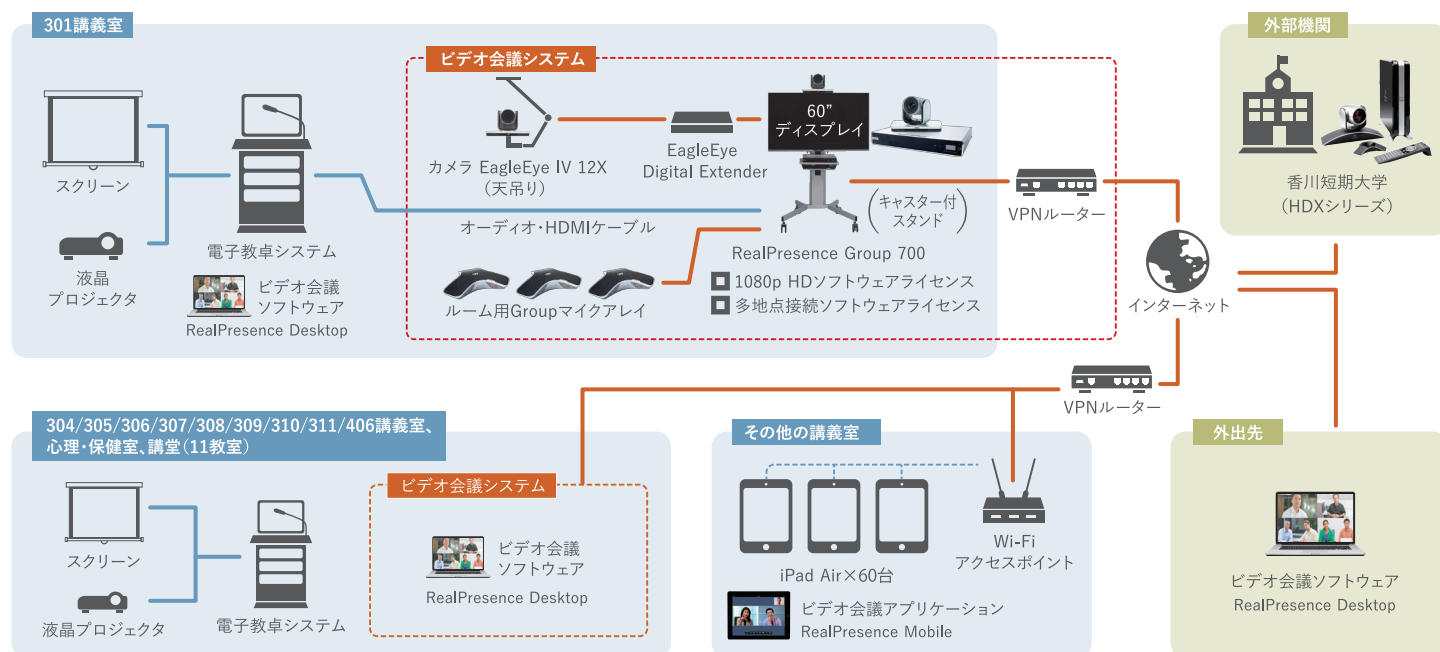 301講義室
ビデオ会議システム
スクリーン
液晶
プロジェクタ
電子教卓システム
ビデオ会議
ソフトウェア
RealPresence Desktop
カメラ EagleEye IV 12X
（天吊り）
EagleEye
Digital Extender
60”
ディスプレイ
（キャスター付
スタンド）
オーディオ・HDMIケーブル
ルーム用Groupマイクアレイ
RealPresence Group 700
1080p HDソフトウェアライセンス
多地点接続ソフトウェアライセンス
VPNルーター
インターネット
外部機関
香川短期大学
（HDXシリーズ）
VPNルーター
304/305/306/307/308/309/310/311/406講義室、
心理・保健室、講堂（11教室）
スクリーン
液晶プロジェクタ
電子教卓システム
ビデオ会議システム
ビデオ会議
ソフトウェア
RealPresence Desktop
その他の講義室
iPad Air×60台
Wi-Fi
アクセスポイント
ビデオ会議アプリケーション
RealPresence Mobile
外出先
ビデオ会議ソフトウェア
RealPresence Desktop